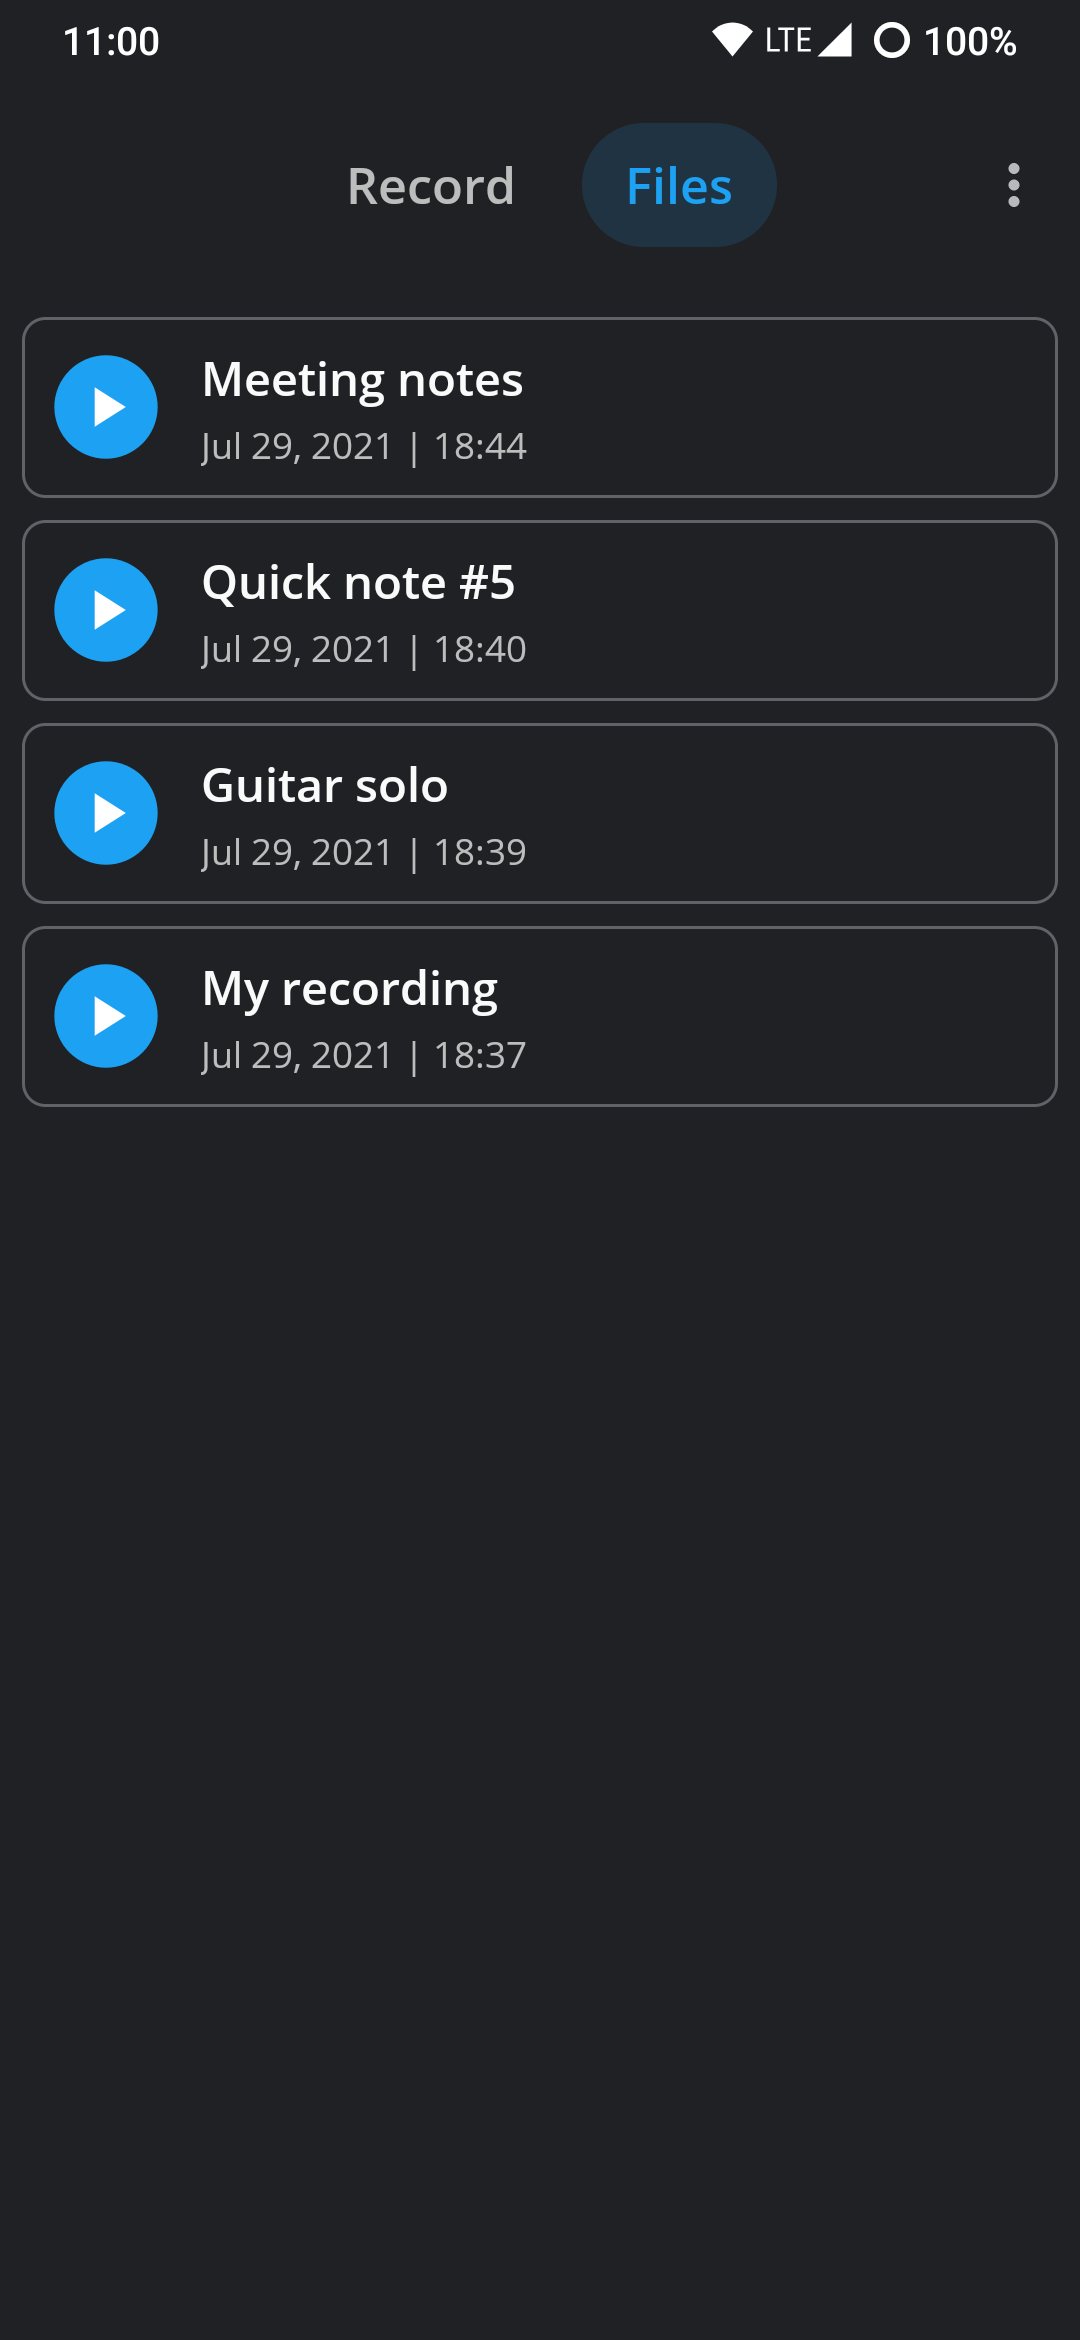 11:00
LTE 100%
Record Files
Meeting notes
Jul 29, 2021 | 18:44
Quick note #5
Jul 29, 2021 | 18:40
Guitar solo
Jul 29, 2021 | 18:39
My recording
Jul 29, 2021 | 18:37